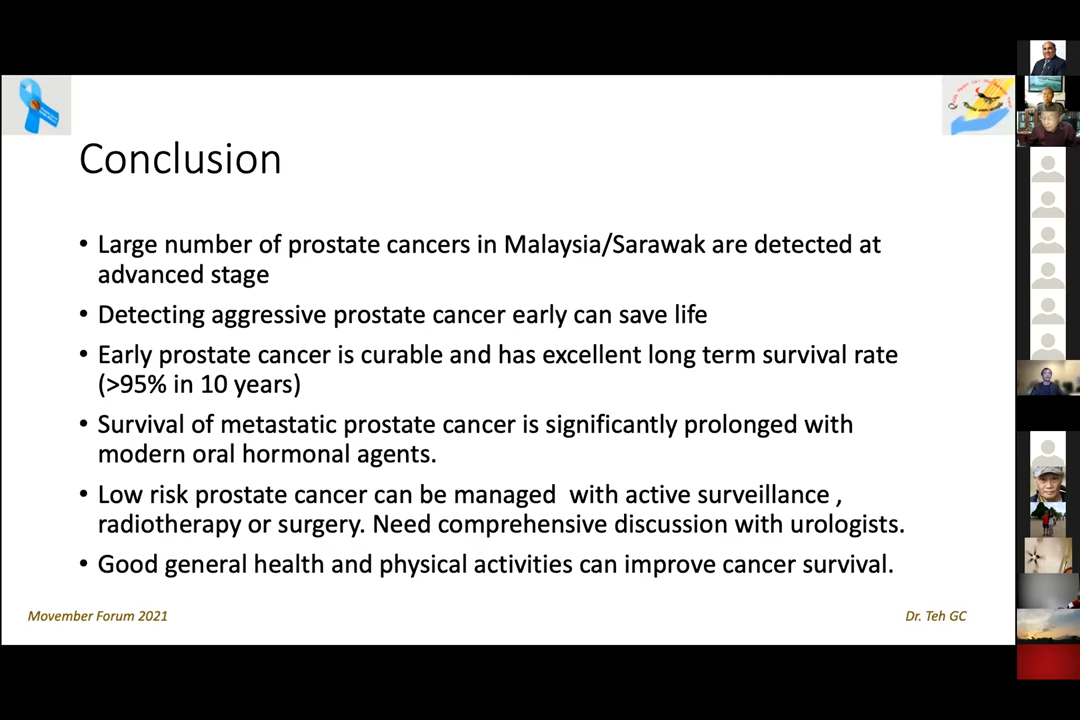 Conclusion
• Large number of prostate cancers in Malaysia/Sarawak are detected at
advanced stage
• Detecting aggressive prostate cancer early can save life
• Early prostate cancer is curable and has excellent long term survival rate
(>95% in 10 years)
• Survival of metastatic prostate cancer is significantly prolonged with
modern oral hormonal agents.
• Low risk prostate cancer can be managed  with active surveillance ,
radiotherapy or surgery. Need comprehensive discussion with urologists.
• Good general health and physical activities can improve cancer survival.
Movember Forum 2021
Dr. Teh GC